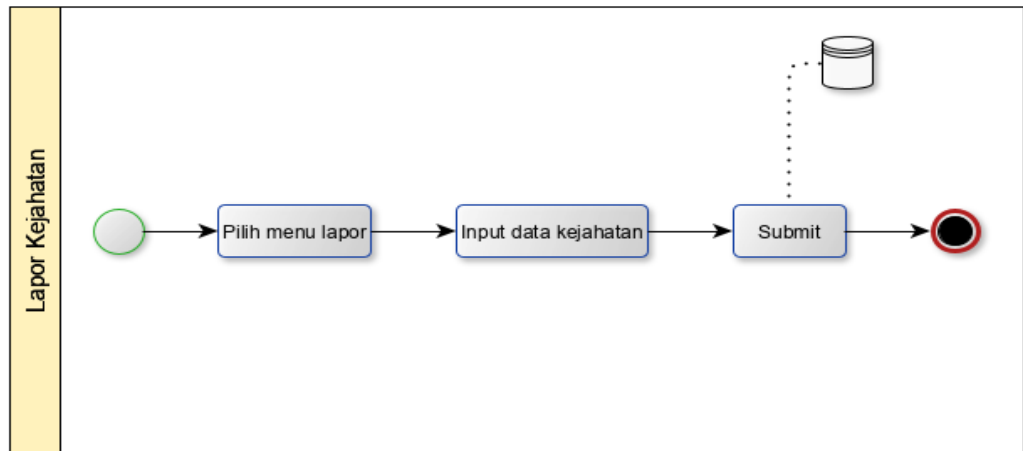 Lapor Kejahatan
Pilih menu lapor
Input data kejahatan
Submit